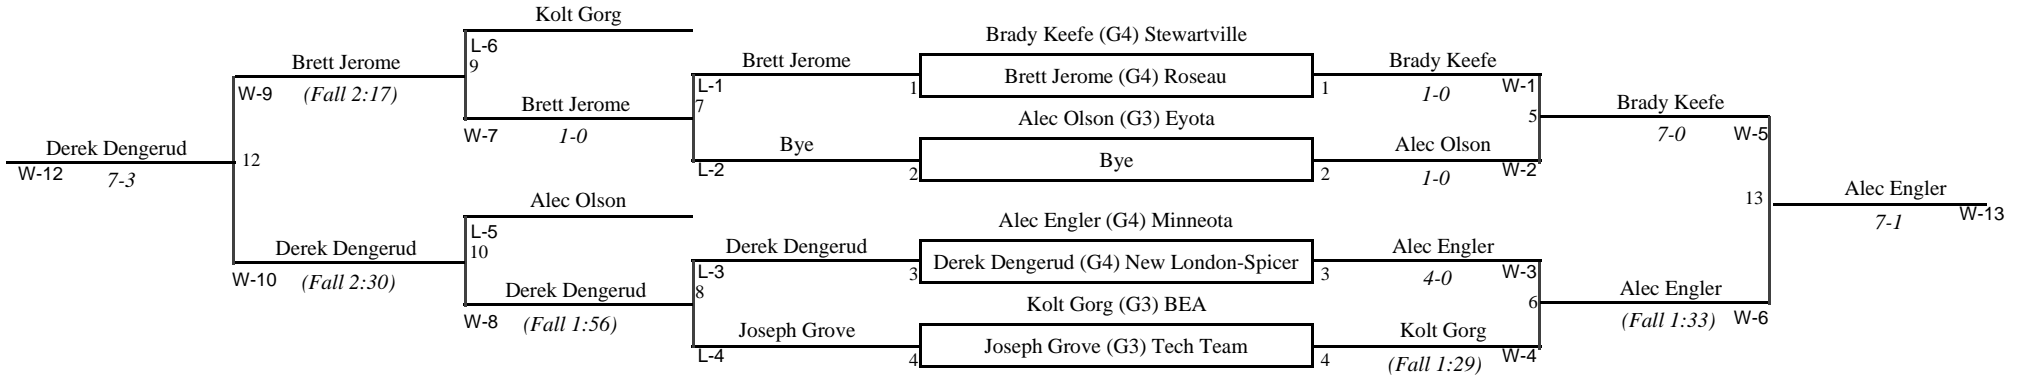 Kolt Gorg
L-6
9
Brett Jerome
W-9
(Fall 2:17)
Brett Jerome
W-7
1-0
Derek Dengerud
W-12
7-3
12
Alec Olson
L-5
10
Derek Dengerud
W-10
(Fall 2:30)
Derek Dengerud
W-8
(Fall 1:56)
Brett Jerome
L-1
7
1
Bye
L-2
2
Derek Dengerud
L-3
8
3
Joseph Grove
L-4
4
Brady Keefe (G4) Stewartville
Brett Jerome (G4) Roseau
Alec Olson (G3) Eyota
Bye
Alec Engler (G4) Minneota
Derek Dengerud (G4) New London-Spicer
Kolt Gorg (G3) BEA
Joseph Grove (G3) Tech Team
Brady Keefe
1
1-0
W-1
5
Alec Olson
2
1-0
W-2
Alec Engler
3
4-0
W-3
6
Kolt Gorg
4
(Fall 1:29)
W-4
Brady Keefe
7-0
W-5
Alec Engler
(Fall 1:33)
W-6
13
Alec Engler
7-1
W-13